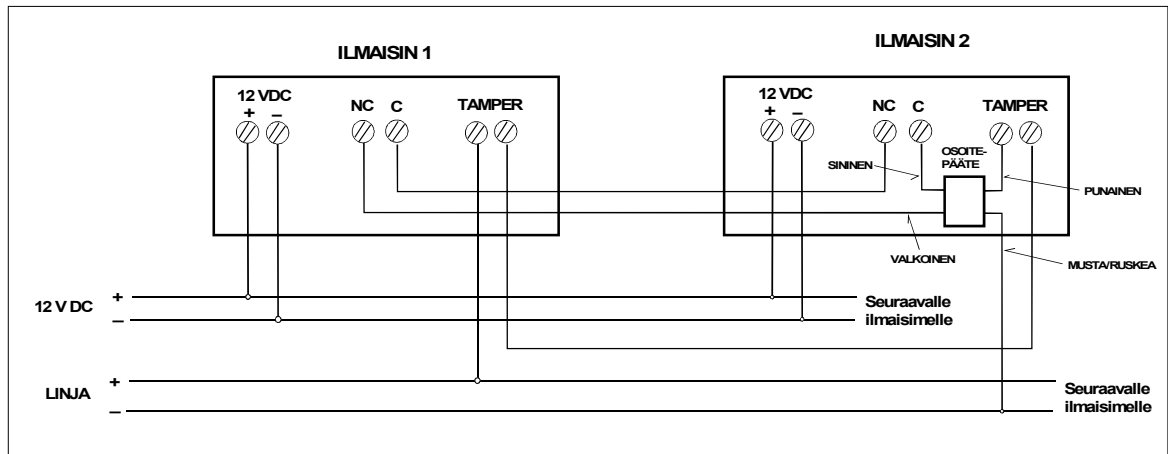 ILMAISIN 1
12 VDC
+ –
NC C TAMPER
ILMAISIN 2
12 VDC
+ –
NC C TAMPER
OSOITE-
PÄÄTE
SININEN
PUNAINEN
VALKOINEN
MUSTA/RUSKEA
12 V DC
+
–
Seuraavalle
ilmaisimelle
LINJA
+
–
Seuraavalle
ilmaisimelle